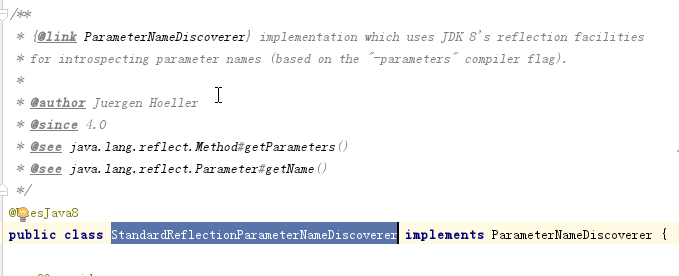 /**
 * {@link ParameterNameDiscoverer} implementation which uses JDK 8's reflection facilities
 * for introspecting parameter names (based on the "-parameters" compiler flag).
 *
 * @author Juergen Hoeller
 * @since 4.0
 * @see java.lang.reflect.Method#getParameters()
 * @see java.lang.reflect.Parameter#getName()
 */
@UsesJava8
public class StandardReflectionParameterNameDiscoverer implements ParameterNameDiscoverer {